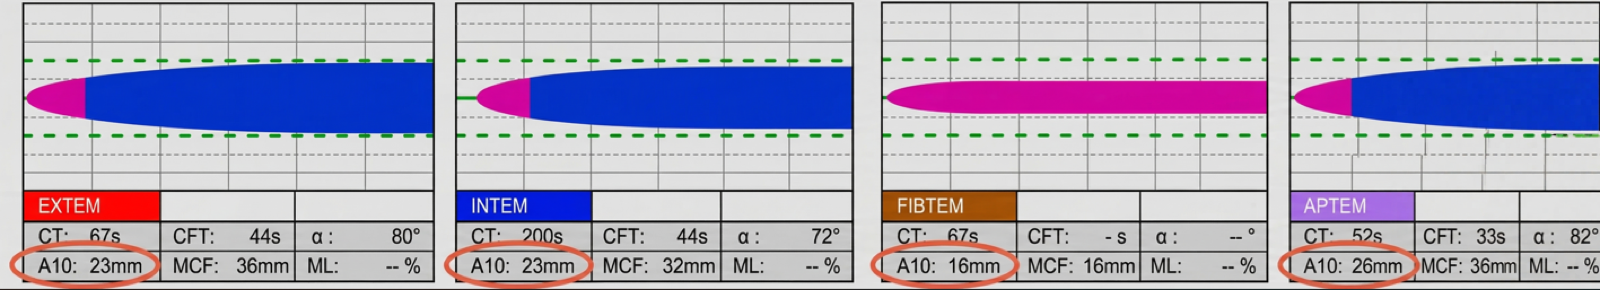 EXTEM
CT: 67s CFT: 44s α: 80°
A10: 23mm MCF: 36mm ML: -- %
INTEM
CT: 200s CFT: 44s α: 72°
A10: 23mm MCF: 32mm ML: -- %
FIBTEM
CT: 67s CFT: - s α: -- °
A10: 16mm MCF: 16mm ML: -- %
APTEM
CT: 52s CFT: 33s α: 82°
A10: 26mm MCF: 36mm ML: -- %